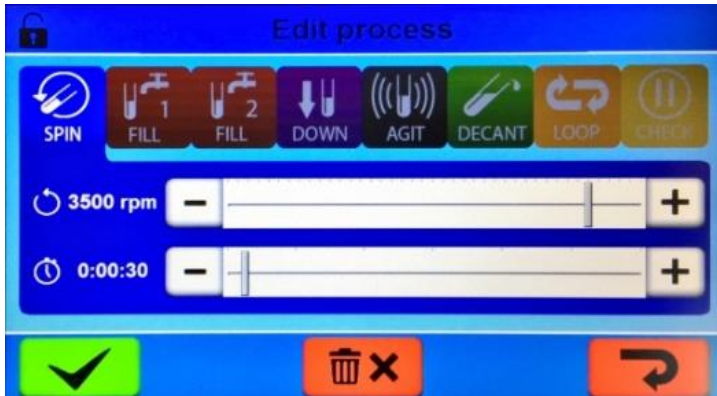 Edit process
SPIN
1
FILL
2
FILL
DOWN
AGIT
DECANT
LOOP
CHECK
3500 rpm
0:00:30